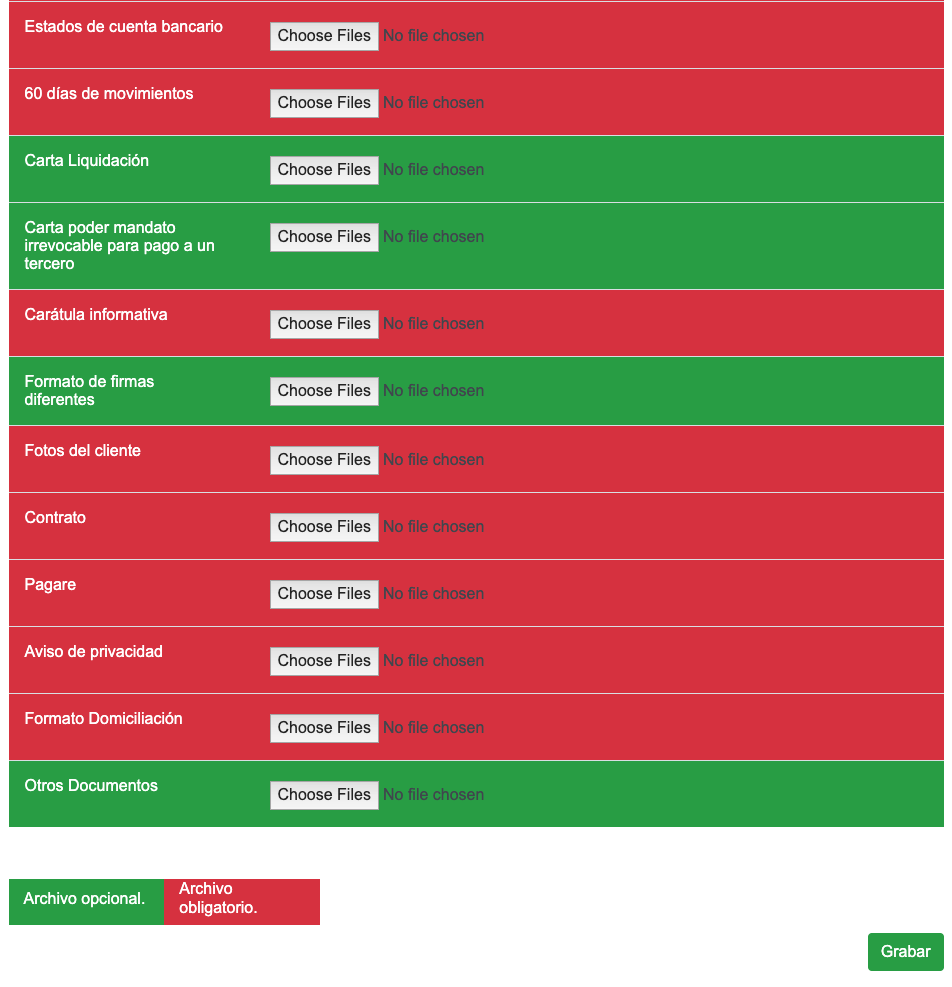 Estados de cuenta bancario
Choose Files No file chosen
60 días de movimientos
Choose Files No file chosen
Carta Liquidación
Choose Files No file chosen
Carta poder mandato
irrevocable para pago a un
tercero
Choose Files No file chosen
Carátula informativa
Choose Files No file chosen
Formato de firmas
diferentes
Choose Files No file chosen
Fotos del cliente
Choose Files No file chosen
Contrato
Choose Files No file chosen
Pagare
Choose Files No file chosen
Aviso de privacidad
Choose Files No file chosen
Formato Domiciliación
Choose Files No file chosen
Otros Documentos
Choose Files No file chosen
Archivo opcional.
Archivo
obligatorio.
Grabar